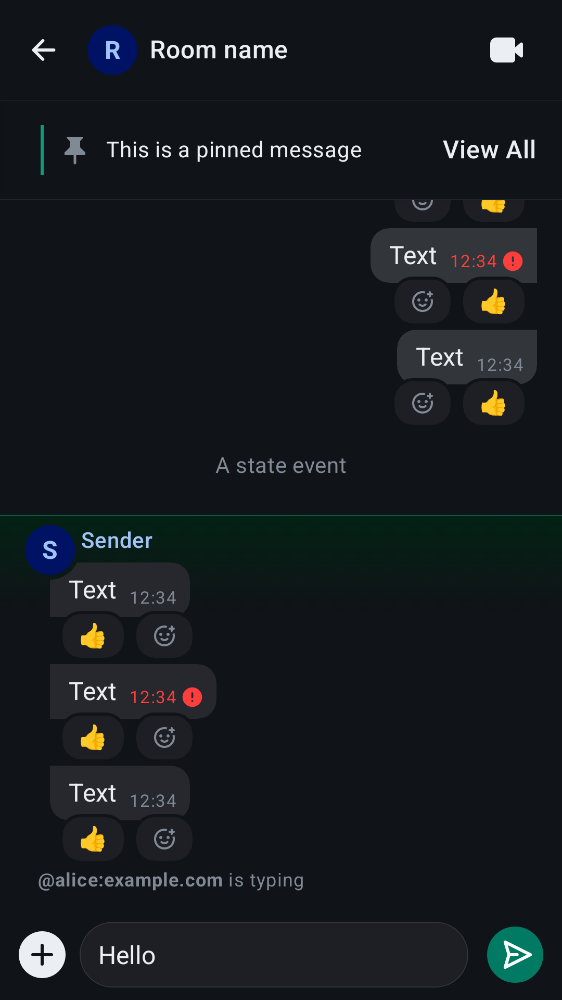 R Room name
This is a pinned message View All
Text 12:34
Text 12:34
A state event
S Sender
Text 12:34
Text 12:34
Text 12:34
@alice:example.com is typing
Hello